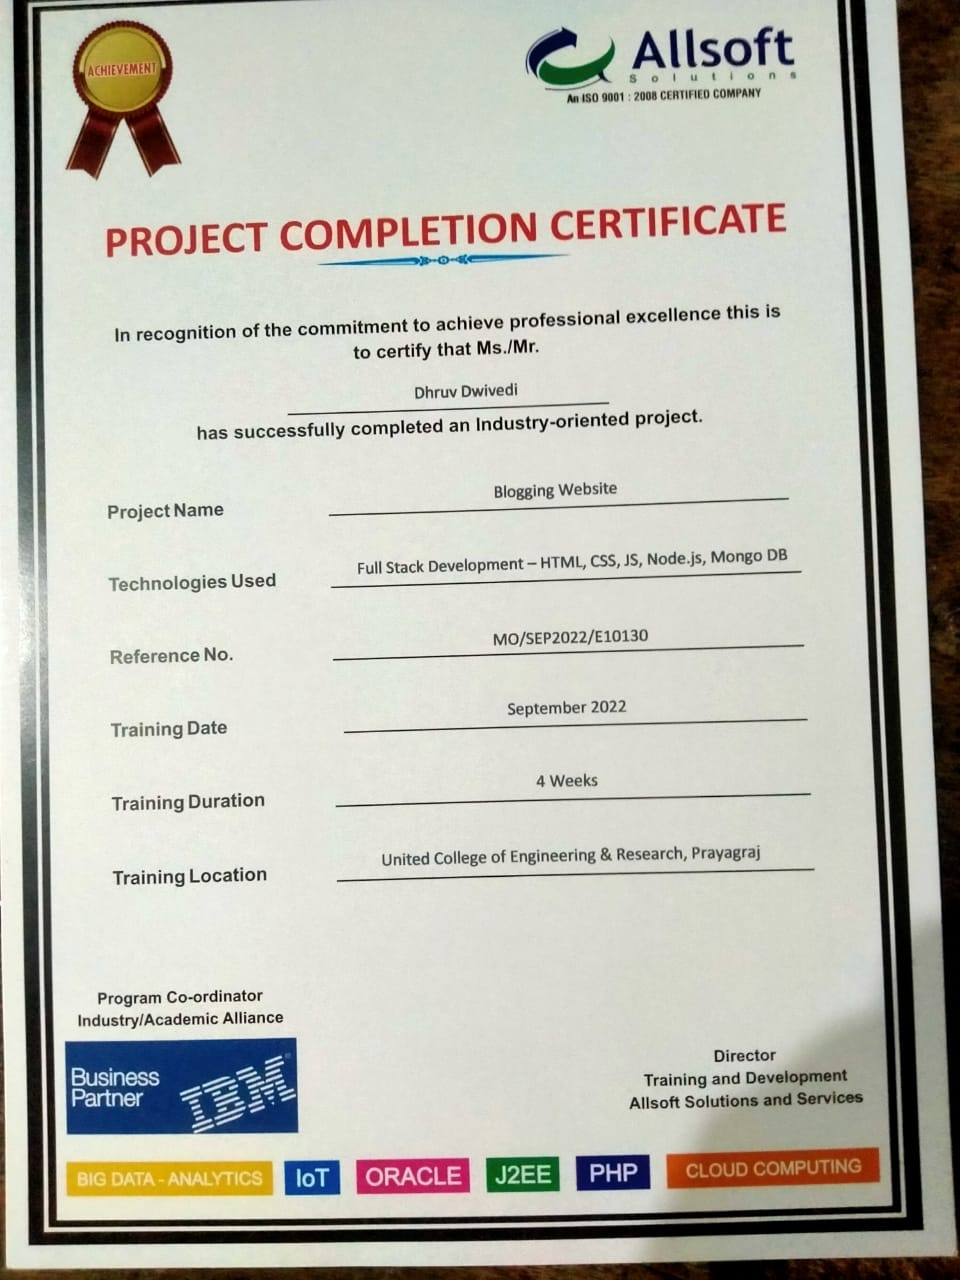 ACHIEVEMENT
Allsoft
Solutions
An ISO 9001 : 2008 CERTIFIED COMPANY
PROJECT COMPLETION CERTIFICATE
In recognition of the commitment to achieve professional excellence this is
to certify that Ms./Mr.
Dhruv Dwivedi
has successfully completed an Industry-oriented project.
Project Name Blogging Website
Technologies Used Full Stack Development – HTML, CSS, JS, Node.js, Mongo DB
Reference No. MO/SEP2022/E10130
Training Date September 2022
Training Duration 4 Weeks
Training Location United College of Engineering & Research, Prayagraj
Program Co-ordinator
Industry/Academic Alliance
Business
Partner
IBM®
Director
Training and Development
Allsoft Solutions and Services
BIG DATA - ANALYTICS IoT ORACLE J2EE PHP CLOUD COMPUTING